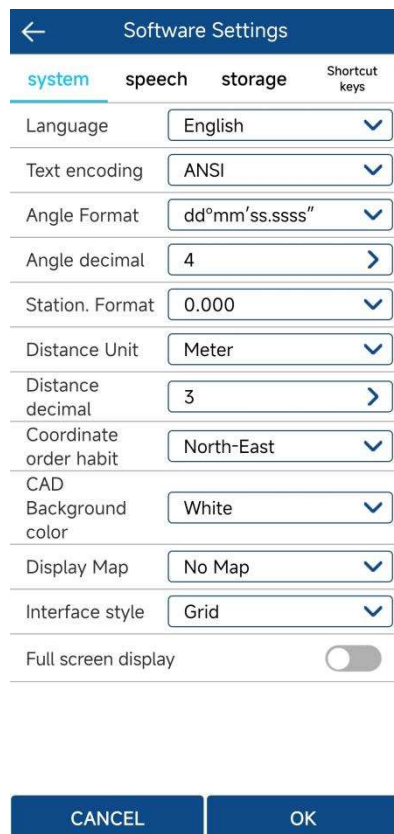 Software Settings
system speech storage Shortcut keys
Language English
Text encoding ANSI
Angle Format dd°mm′ss.ssss″
Angle decimal 4
Station. Format 0.000
Distance Unit Meter
Distance
decimal 3
Coordinate
order habit North-East
CAD
Background White
color
Display Map No Map
Interface style Grid
Full screen display
CANCEL OK